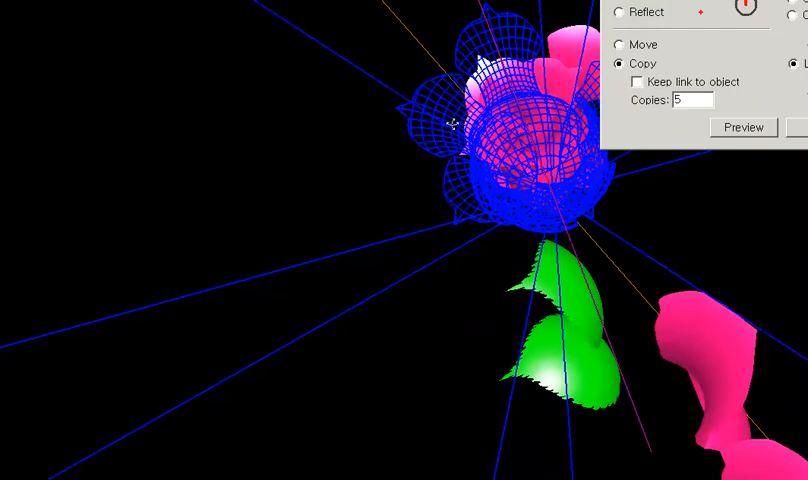 Reflect
Move
Copy
Keep link to object
Copies: 5
Preview